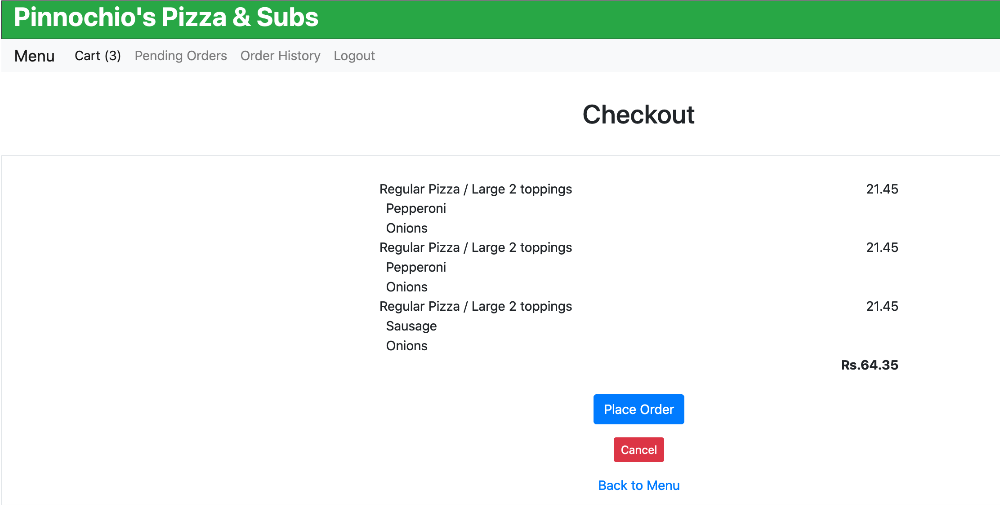 Pinnochio's Pizza & Subs
Menu Cart (3) Pending Orders Order History Logout
Checkout
Regular Pizza / Large 2 toppings 21.45
Pepperoni
Onions
Regular Pizza / Large 2 toppings 21.45
Pepperoni
Onions
Regular Pizza / Large 2 toppings 21.45
Sausage
Onions
Rs.64.35
Place Order
Cancel
Back to Menu